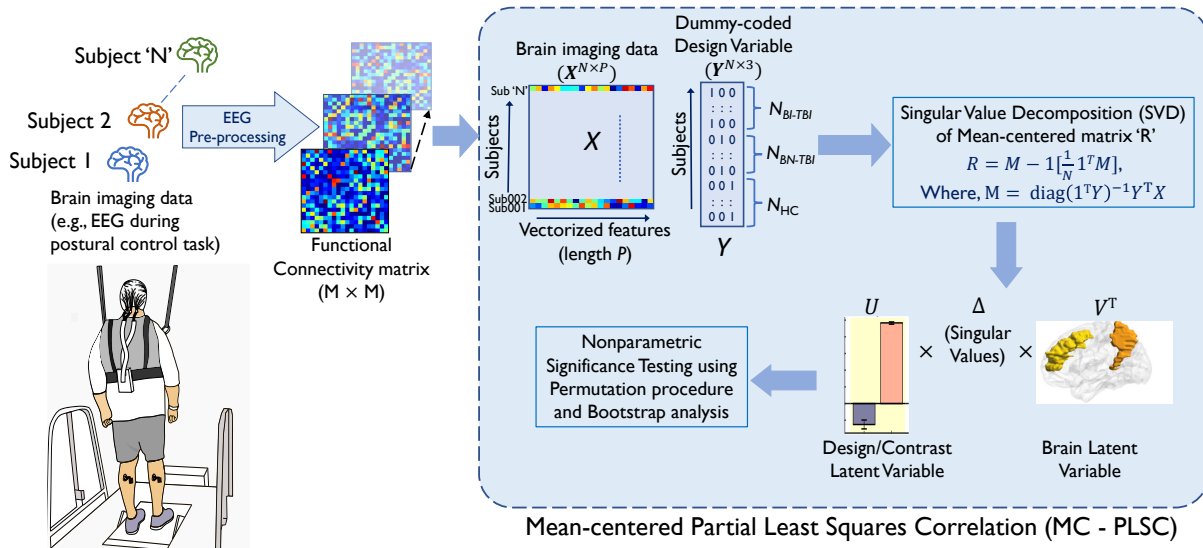 Subject 'N'
Subject 2
Subject 1
Brain imaging data
(e.g., EEG during
postural control task)
EEG
Pre-processing
Functional
Connectivity matrix
(M × M)
Brain imaging data
(X^{N×P})
Sub 'N'
Subjects
X
Sub002
Sub001
Vectorized features
(length P)
Dummy-coded
Design Variable
(Y^{N×3})
Subjects
1 0 0
: : :
1 0 0
0 1 0
: : :
0 1 0
0 0 1
: : :
0 0 1
Y
N_{BI-TBI}
N_{BN-TBI}
N_{HC}
Singular Value Decomposition (SVD)
of Mean-centered matrix 'R'
R = M − 1[\frac{1}{N} 1^T M],
Where, M = diag(1^T Y)^{−1} Y^T X
U
×
Δ
(Singular
Values)
×
V^T
Design/Contrast
Latent Variable
Brain Latent
Variable
Nonparametric
Significance Testing using
Permutation procedure
and Bootstrap analysis
Mean-centered Partial Least Squares Correlation (MC - PLSC)